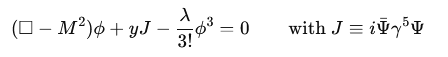 (□ − M²)ϕ + yJ − λ/3! ϕ³ = 0 with J ≡ iΨ̄γ⁵Ψ